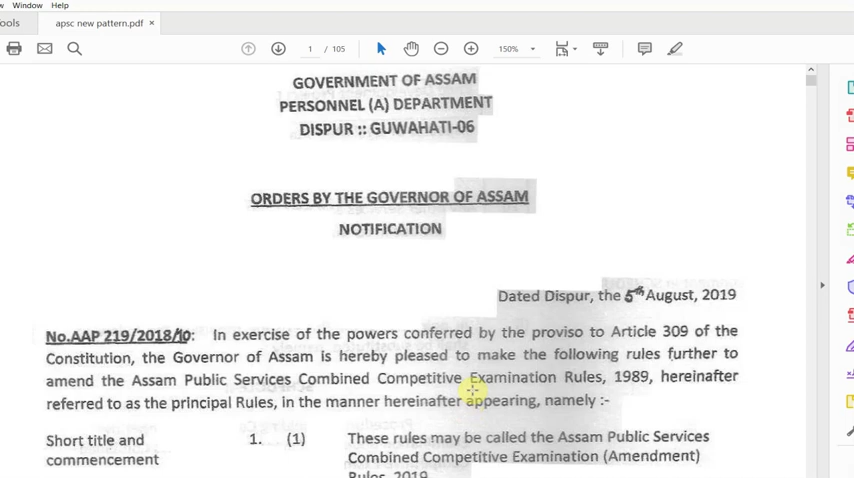 Window Help
apsc new pattern.pdf ×
1 / 105
150%
GOVERNMENT OF ASSAM
PERSONNEL (A) DEPARTMENT
DISPUR :: GUWAHATI-06
ORDERS BY THE GOVERNOR OF ASSAM
NOTIFICATION
Dated Dispur, the 5th August, 2019
No.AAP 219/2018/10: In exercise of the powers conferred by the proviso to Article 309 of the
Constitution, the Governor of Assam is hereby pleased to make the following rules further to
amend the Assam Public Services Combined Competitive Examination Rules, 1989, hereinafter
referred to as the principal Rules, in the manner hereinafter appearing, namely :-
Short title and 1. (1) These rules may be called the Assam Public Services
commencement Combined Competitive Examination (Amendment)
Rules, 2019